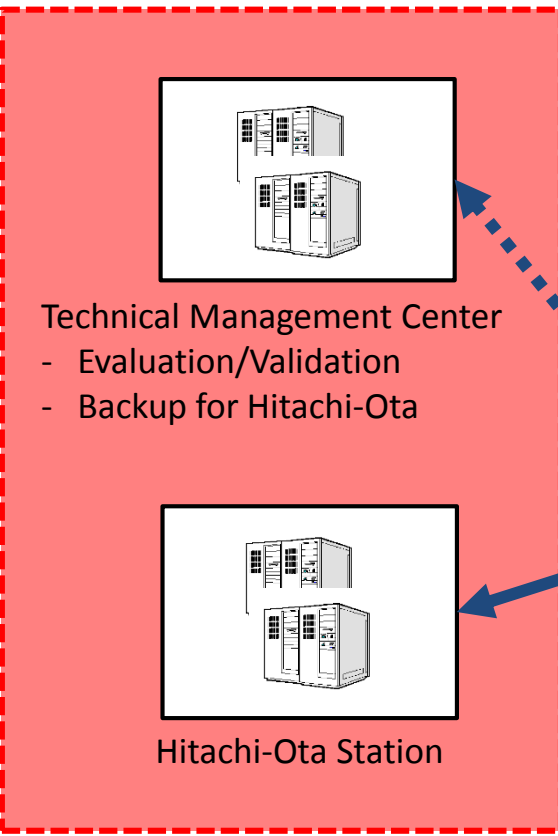 Technical Management Center
- Evaluation/Validation
- Backup for Hitachi-Ota
Hitachi-Ota Station